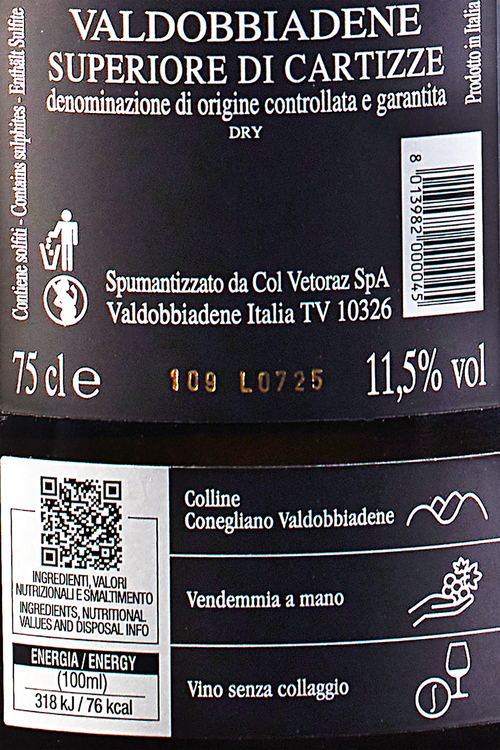 VALDOBBIADENE
SUPERIORE DI CARTIZZE
denominazione di origine controllata e garantita
DRY
Contiene solfiti - Contains sulphites - Enthält Sulfite
Prodotto in Italia
8 013982 000045
Spumantizzato da Col Vetoraz SpA
Valdobbiadene Italia TV 10326
75 cl e
109 L0725
11,5% vol
INGREDIENTI, VALORI
NUTRIZIONALI E SMALTIMENTO
INGREDIENTS, NUTRITIONAL
VALUES AND DISPOSAL INFO
ENERGIA / ENERGY
(100ml)
318 kJ / 76 kcal
Colline
Conegliano Valdobbiadene
Vendemmia a mano
Vino senza collaggio